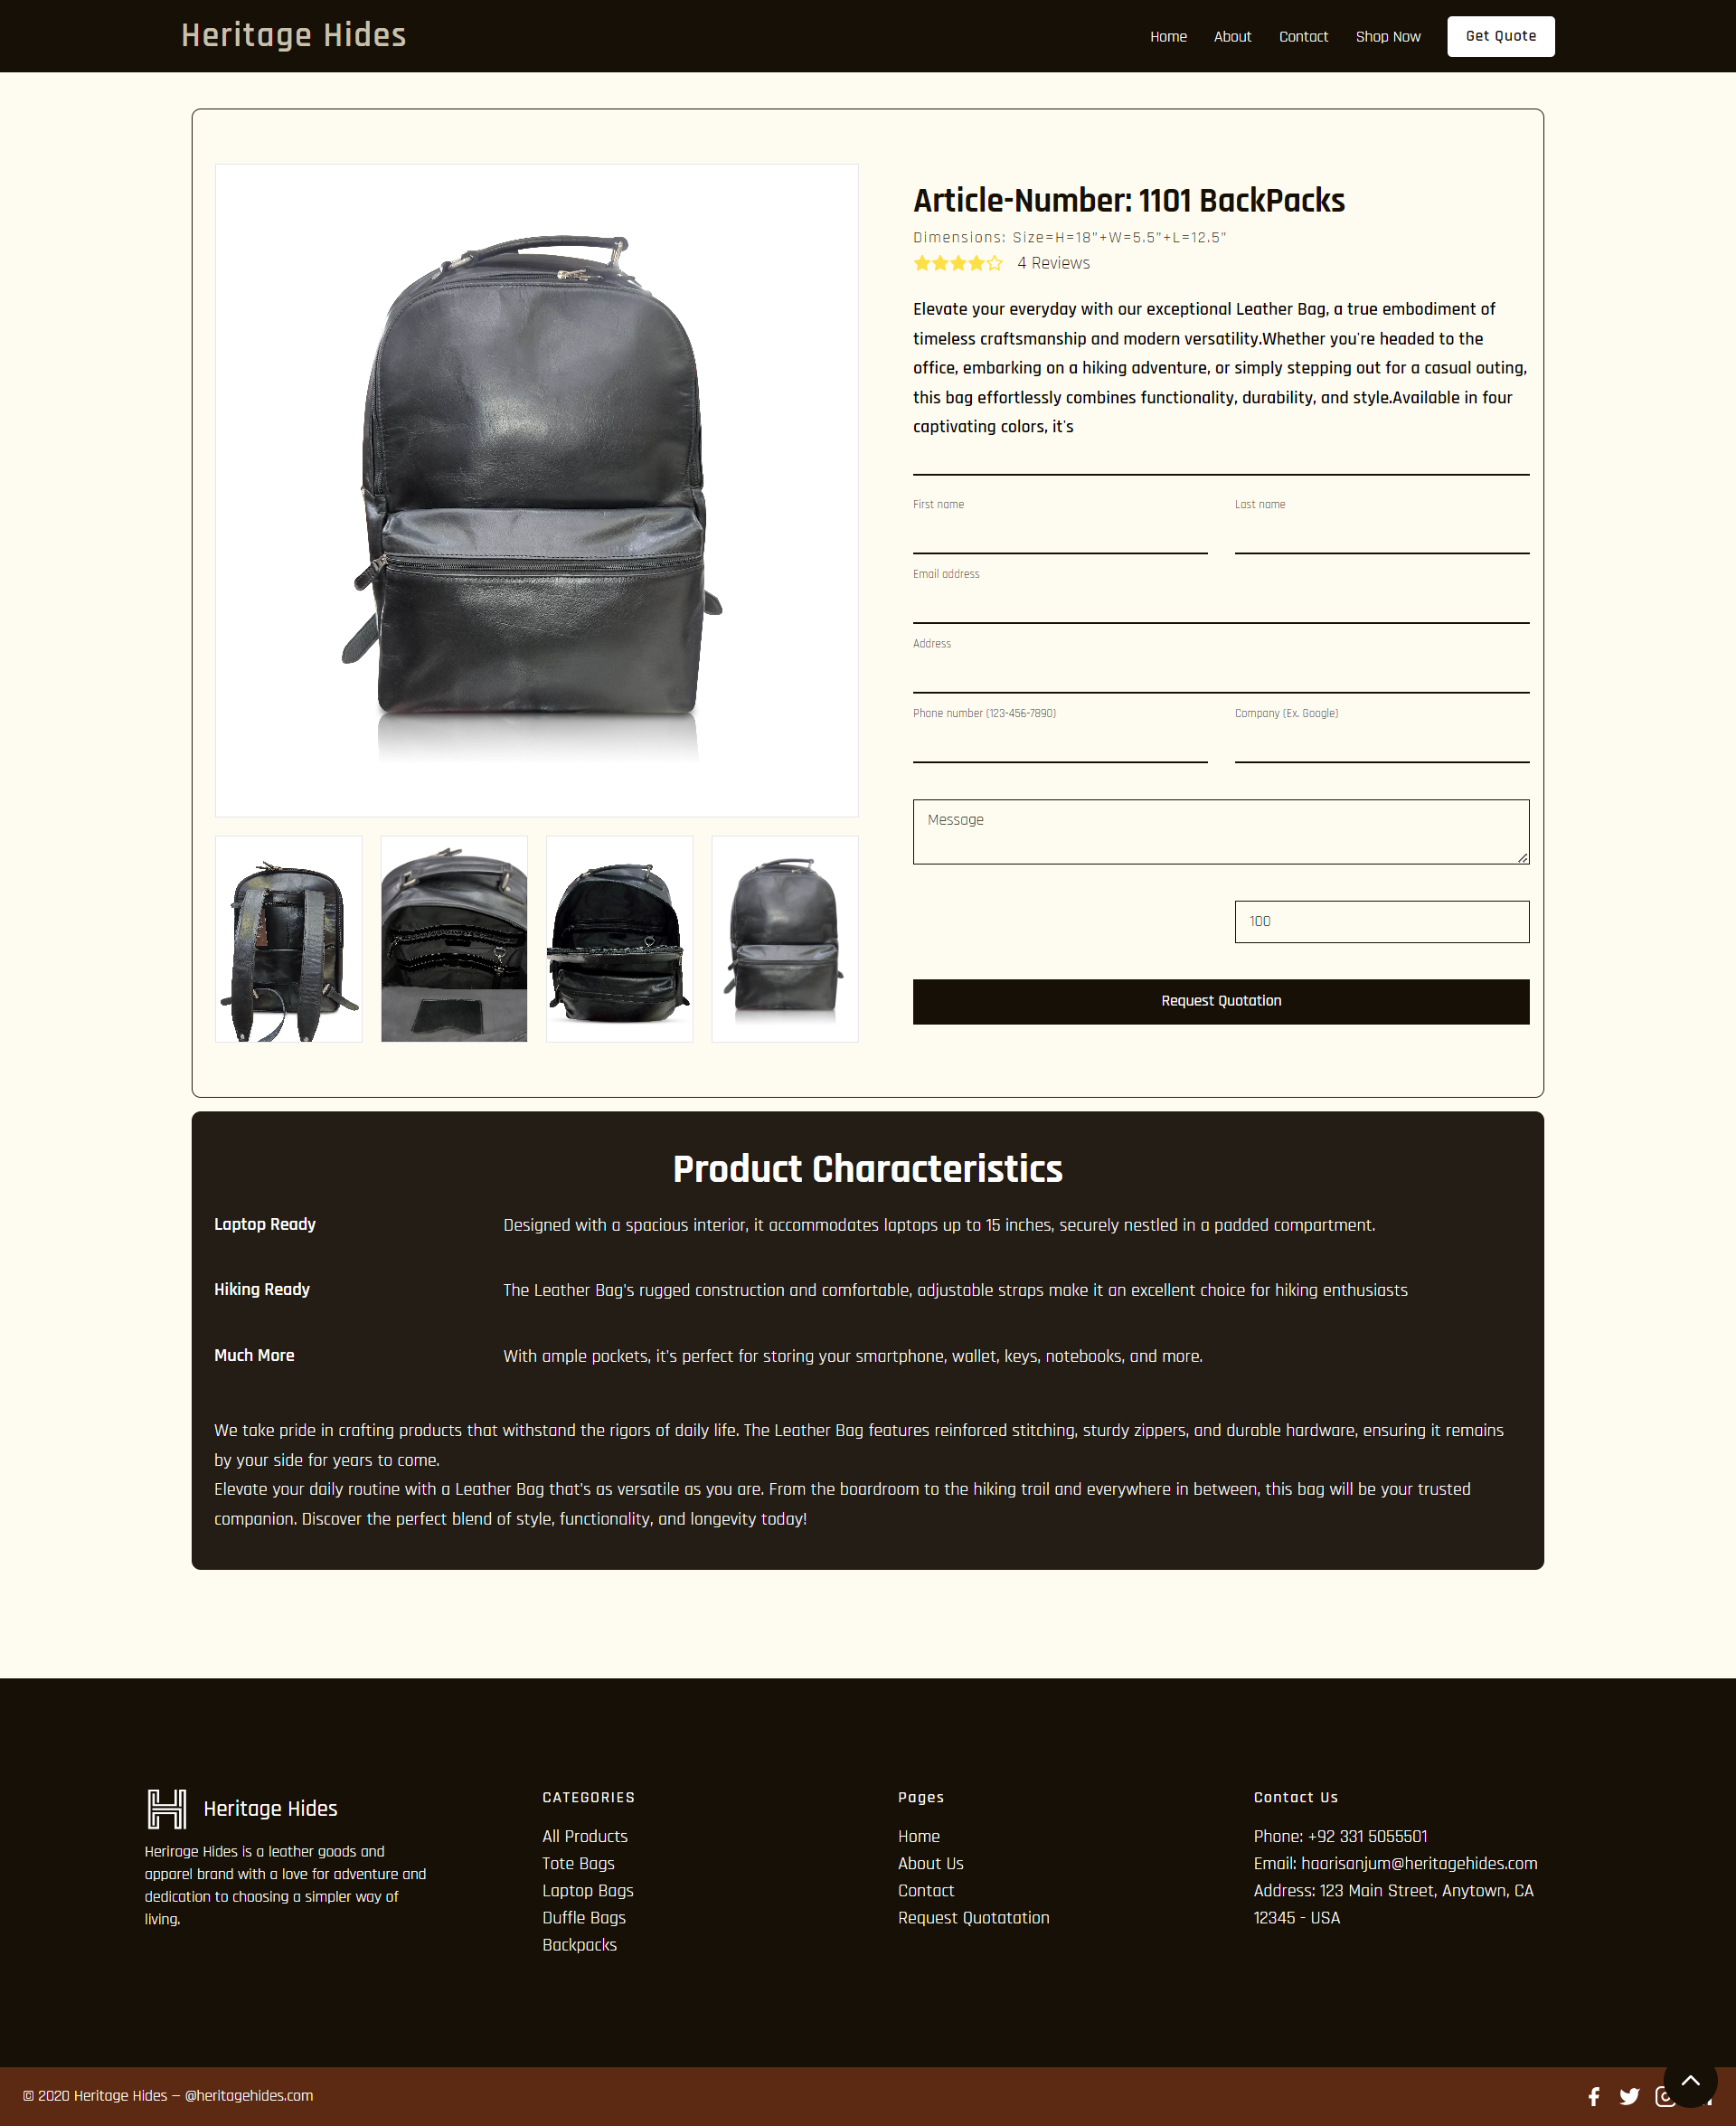 Heritage Hides
Home
About
Contact
Shop Now
Get Quote
Article-Number: 1101 BackPacks
Dimensions: Size=H=18"+W=5.5"+L=12.5"
4 Reviews
Elevate your everyday with our exceptional Leather Bag, a true embodiment of
timeless craftsmanship and modern versatility.Whether you're headed to the
office, embarking on a hiking adventure, or simply stepping out for a casual outing,
this bag effortlessly combines functionality, durability, and style.Available in four
captivating colors, it's
First name
Last name
Email address
Address
Phone number (123-456-7890)
Company (Ex. Google)
Message
100
Request Quotation
Product Characteristics
Laptop Ready
Designed with a spacious interior, it accommodates laptops up to 15 inches, securely nestled in a padded compartment.
Hiking Ready
The Leather Bag's rugged construction and comfortable, adjustable straps make it an excellent choice for hiking enthusiasts
Much More
With ample pockets, it's perfect for storing your smartphone, wallet, keys, notebooks, and more.
We take pride in crafting products that withstand the rigors of daily life. The Leather Bag features reinforced stitching, sturdy zippers, and durable hardware, ensuring it remains
by your side for years to come.
Elevate your daily routine with a Leather Bag that's as versatile as you are. From the boardroom to the hiking trail and everywhere in between, this bag will be your trusted
companion. Discover the perfect blend of style, functionality, and longevity today!
Heritage Hides
Herirage Hides is a leather goods and
apparel brand with a love for adventure and
dedication to choosing a simpler way of
living.
CATEGORIES
All Products
Tote Bags
Laptop Bags
Duffle Bags
Backpacks
Pages
Home
About Us
Contact
Request Quotatation
Contact Us
Phone: +92 331 5055501
Email: haarisanjum@heritagehides.com
Address: 123 Main Street, Anytown, CA
12345 - USA
© 2020 Heritage Hides — @heritagehides.com